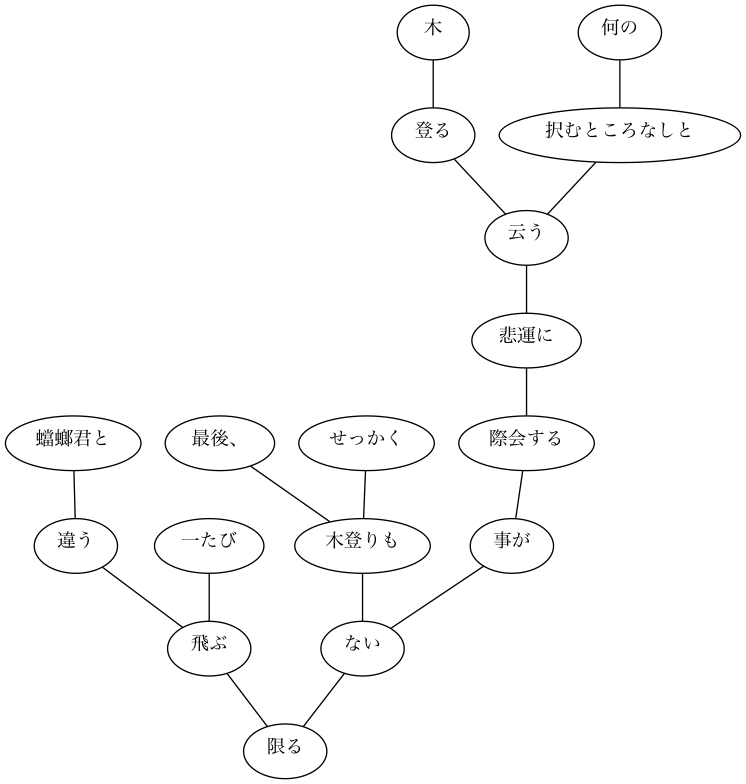 木
何の
登る
択むところなしと
云う
悲運に
蟷螂君と
最後、
せっかく
際会する
違う
一たび
木登りも
事が
飛ぶ
ない
限る